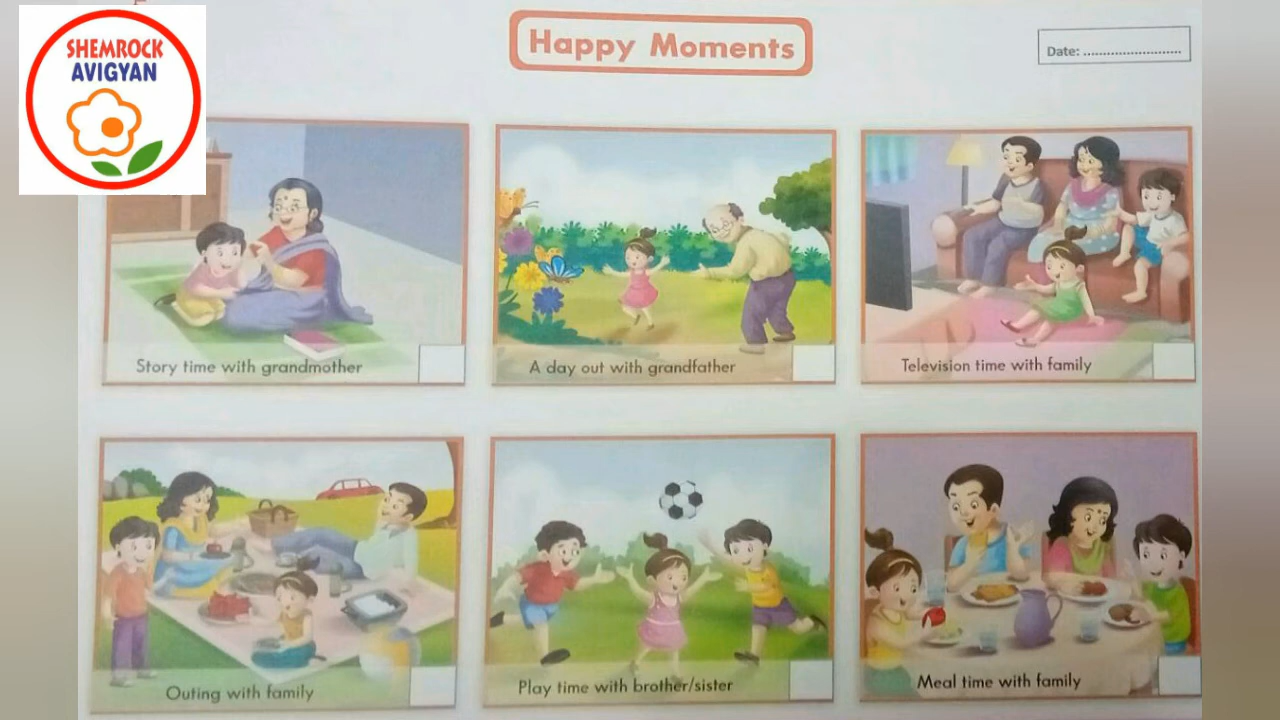 SHEMROCK
AVIGYAN
Happy Moments
Date: ..........................
Story time with grandmother
A day out with grandfather
Television time with family
Outing with family
Play time with brother/sister
Meal time with family